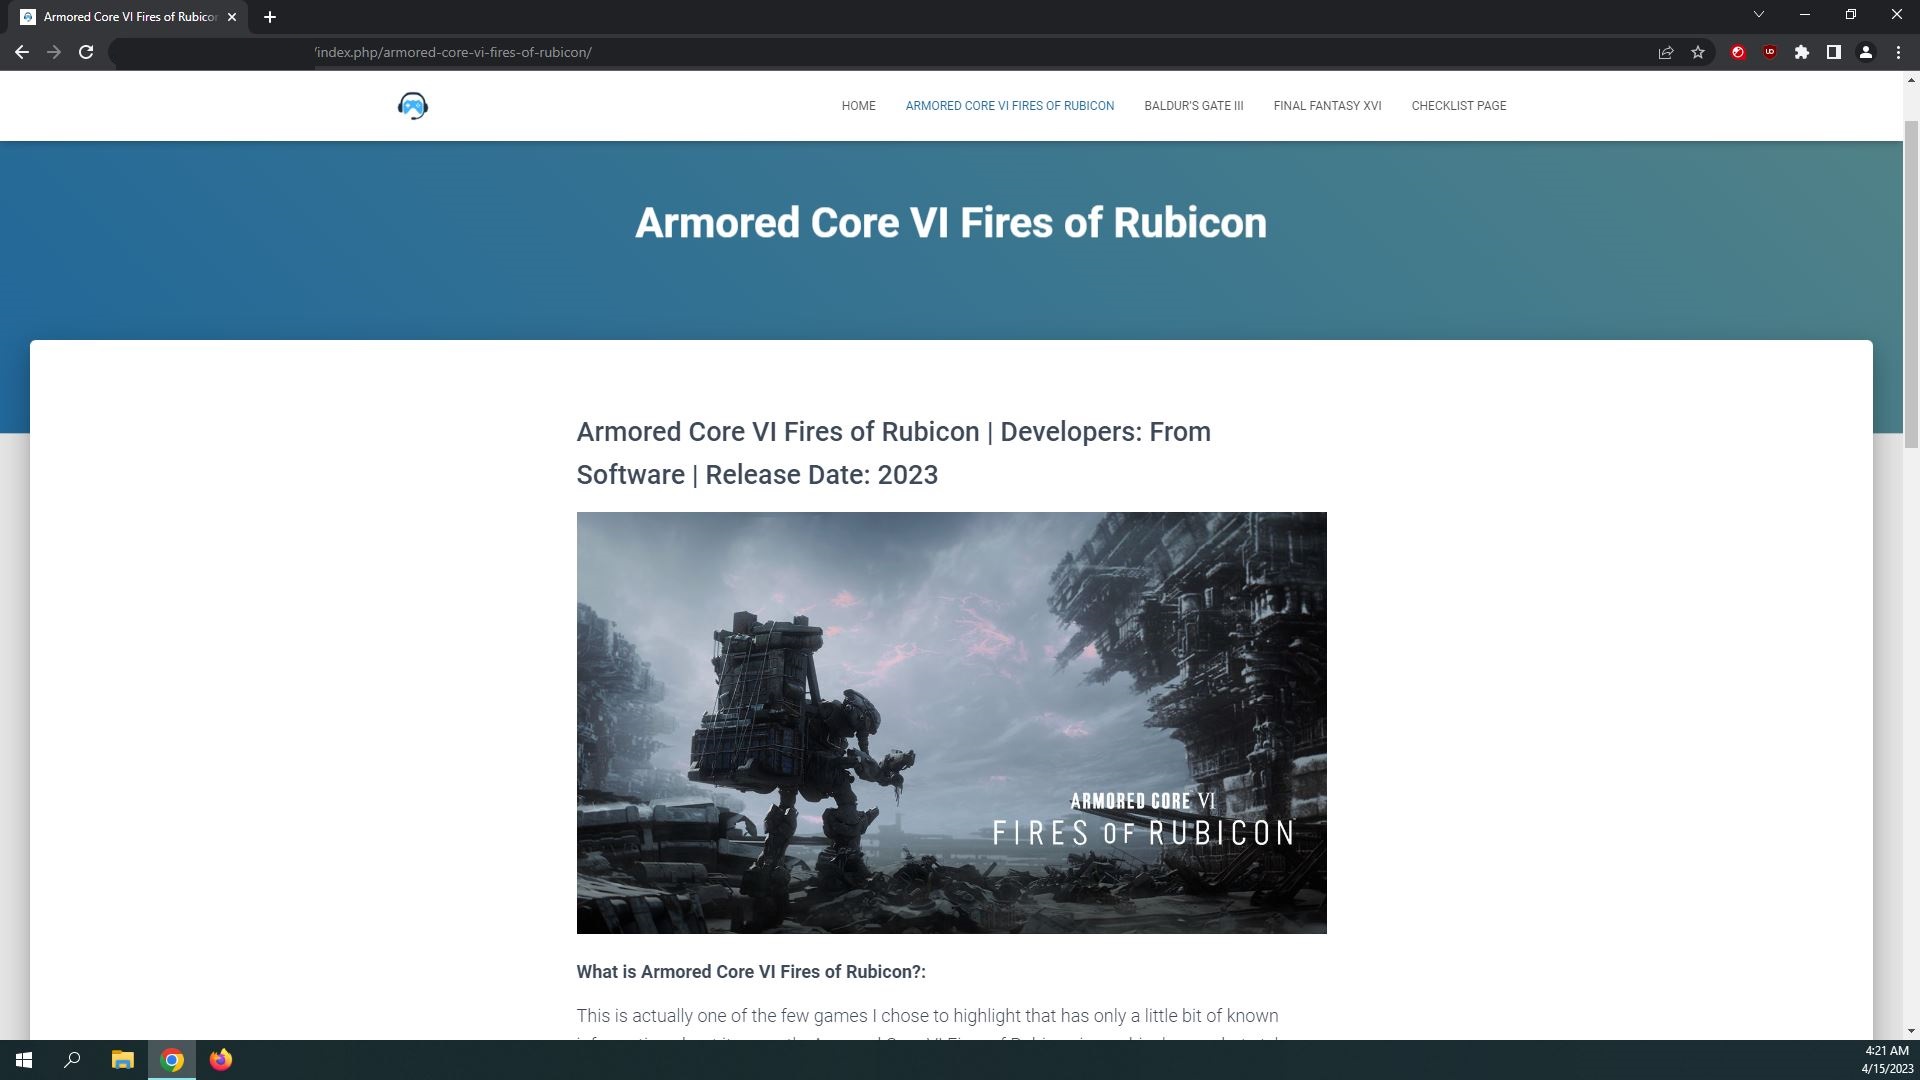 Armored Core VI Fires of Rubicon
/index.php/armored-core-vi-fires-of-rubicon/
HOME
ARMORED CORE VI FIRES OF RUBICON
BALDUR'S GATE III
FINAL FANTASY XVI
CHECKLIST PAGE
Armored Core VI Fires of Rubicon
Armored Core VI Fires of Rubicon | Developers: From
Software | Release Date: 2023
ARMORED CORE VI
FIRES OF RUBICON
What is Armored Core VI Fires of Rubicon?:
This is actually one of the few games I chose to highlight that has only a little bit of known
4:21 AM
4/15/2023